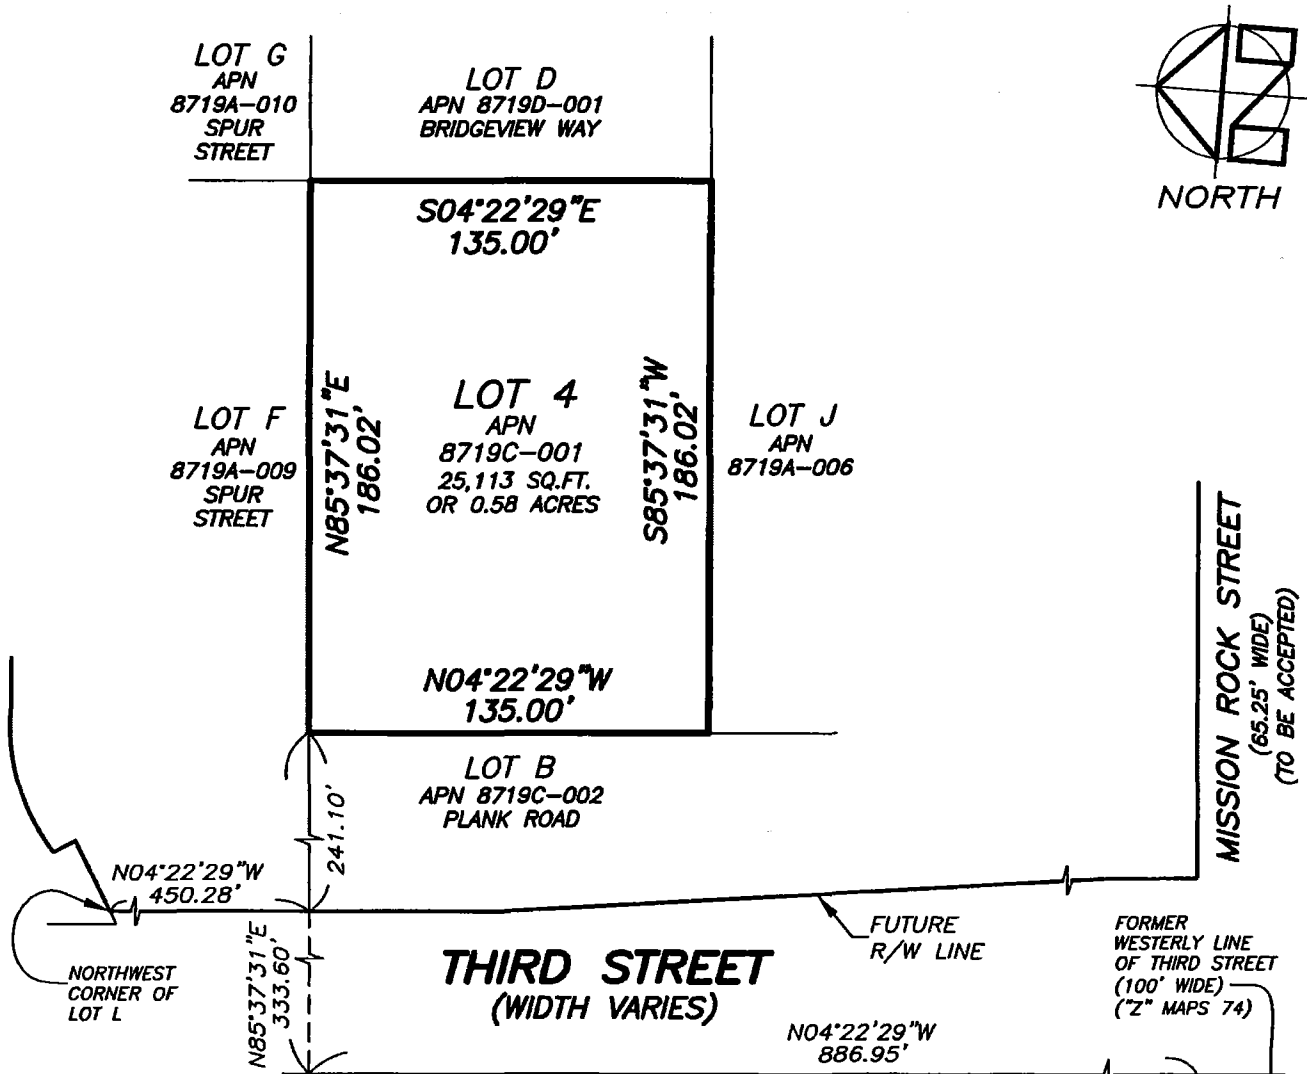 LOT G
APN
8719A-010
SPUR
STREET
LOT D
APN 8719D-001
BRIDGEVIEW WAY
NORTH
S04°22'29"E
135.00'
LOT F
APN
8719A-009
SPUR
STREET
N85°37'31"E
186.02'
LOT 4
APN
8719C-001
25,113 SQ.FT.
OR 0.58 ACRES
S85°37'31"W
186.02'
LOT J
APN
8719A-006
MISSION ROCK STREET
(65.25' WIDE)
(TO BE ACCEPTED)
N04°22'29"W
135.00'
LOT B
APN 8719C-002
PLANK ROAD
241.10'
N04°22'29"W
450.28'
NORTHWEST
CORNER OF
LOT L
N85°37'31"E
333.60'
THIRD STREET
(WIDTH VARIES)
FUTURE
R/W LINE
FORMER
WESTERLY LINE
OF THIRD STREET
(100' WIDE)
("Z" MAPS 74)
N04°22'29"W
886.95'